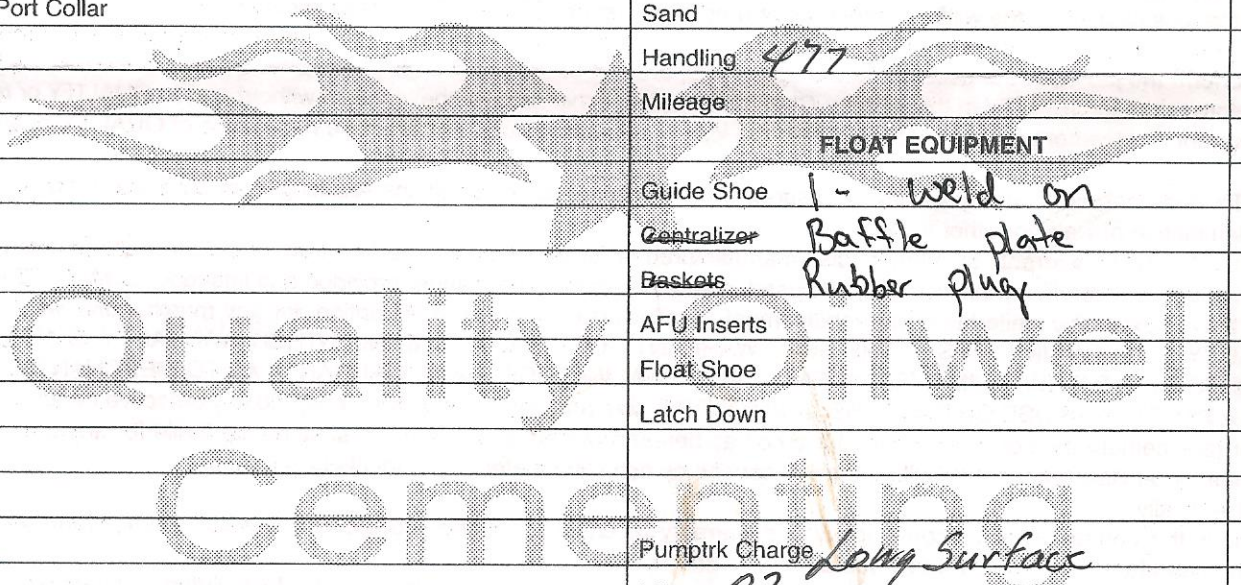 Port Collar
Sand
Handling 477
Mileage
FLOAT EQUIPMENT
Guide Shoe 1 - weld on
Centralizer Baffle plate
Baskets Rubber plug
AFU Inserts
Float Shoe
Latch Down
Quality Oilwell
Cementing
Pumptrk Charge Long Surface